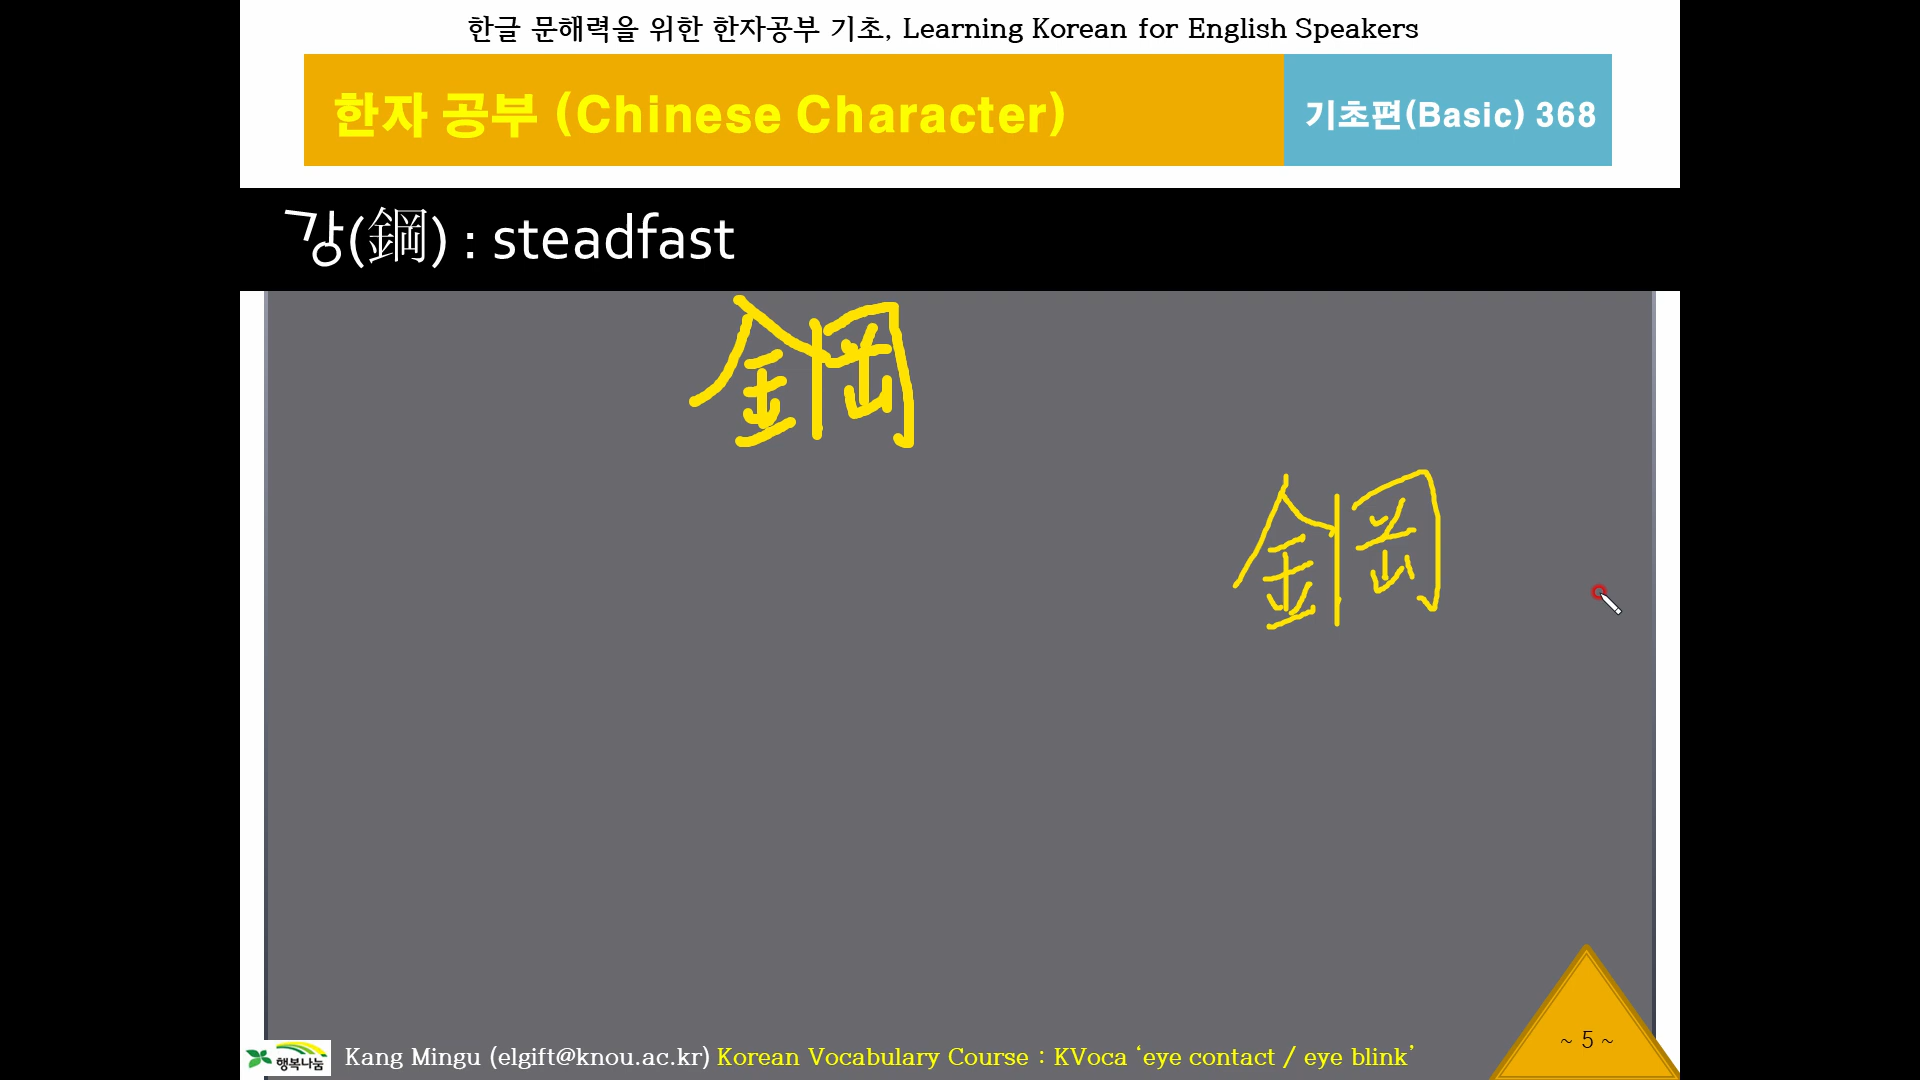 한글 문해력을 위한 한자공부 기초, Learning Korean for English Speakers
한자 공부 (Chinese Character)
기초편(Basic) 368
강(鋼) : steadfast
鋼
鋼
~ 5 ~
행복나눔
Kang Mingu (elgift@knou.ac.kr) Korean Vocabulary Course : KVoca ‘eye contact / eye blink’